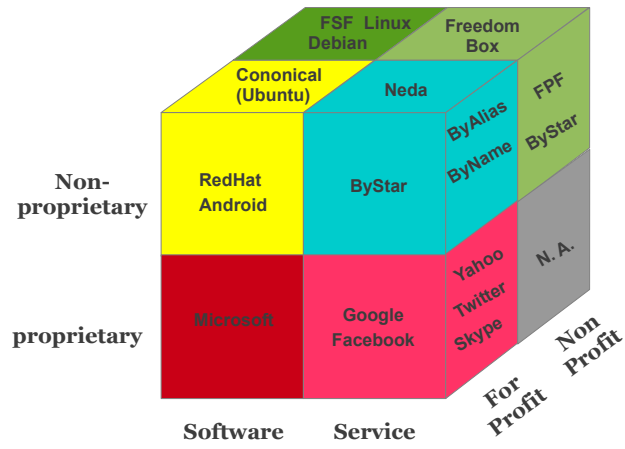 FSF Linux
Debian
Freedom
Box
Cononical
(Ubuntu)
Neda
FPF
ByStar
ByAlias
ByName
Non-
proprietary
RedHat
Android
ByStar
Yahoo
Twitter
Skype
N. A.
proprietary
Microsoft
Google
Facebook
For
Profit
Non
Profit
Software
Service